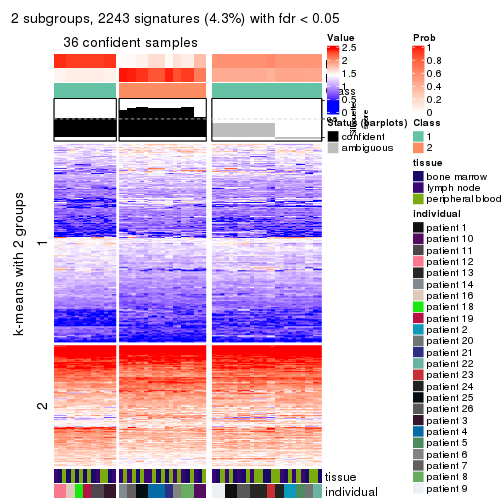 2 subgroups, 2243 signatures (4.3%) with fdr < 0.05
36 confident samples
k-means with 2 groups
1
2
tissue
individual
Value
2.5
2
1.5
1
0.5
0
Status (barplots)
confident
ambiguous
Prob
1
0.8
0.6
0.4
0.2
0
Class
1
2
tissue
bone marrow
lymph node
peripheral blood
individual
patient 1
patient 10
patient 11
patient 12
patient 13
patient 14
patient 16
patient 18
patient 19
patient 2
patient 20
patient 21
patient 22
patient 23
patient 24
patient 25
patient 26
patient 3
patient 4
patient 5
patient 6
patient 7
patient 8
patient 9